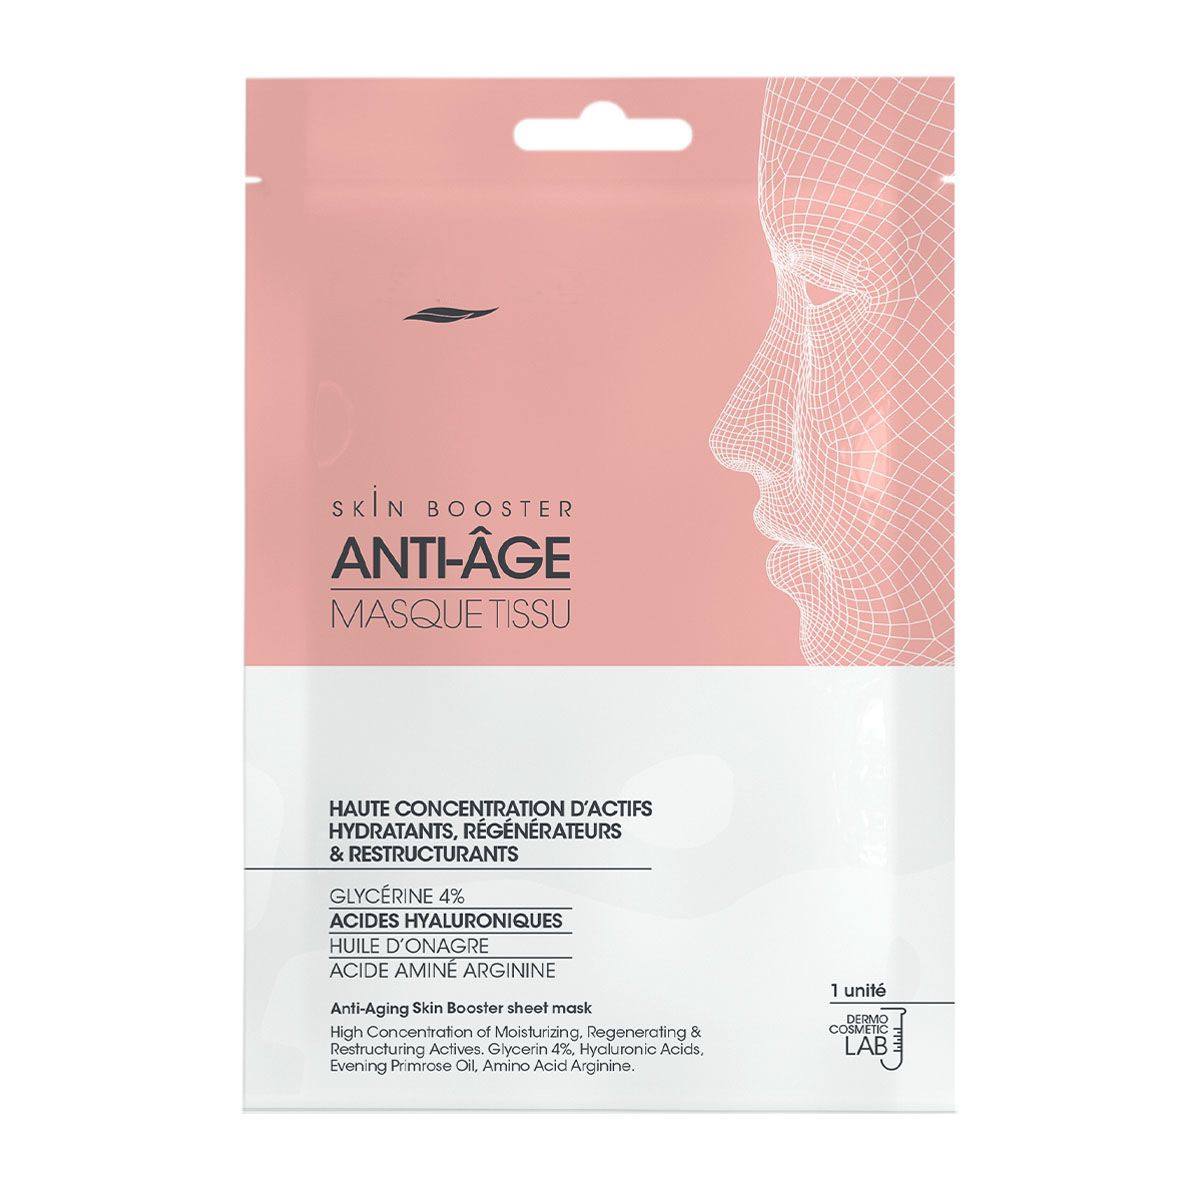 SKIN BOOSTER
ANTI-ÂGE
MASQUE TISSU
HAUTE CONCENTRATION D'ACTIFS
HYDRATANTS, RÉGÉNÉRATEURS
& RESTRUCTURANTS
GLYCÉRINE 4%
ACIDES HYALURONIQUES
HUILE D'ONAGRE
ACIDE AMINÉ ARGININE
Anti-Aging Skin Booster sheet mask
High Concentration of Moisturizing, Regenerating &
Restructuring Actives. Glycerin 4%, Hyaluronic Acids,
Evening Primrose Oil, Amino Acid Arginine.
1 unité
DERMO
COSMETIC
LAB